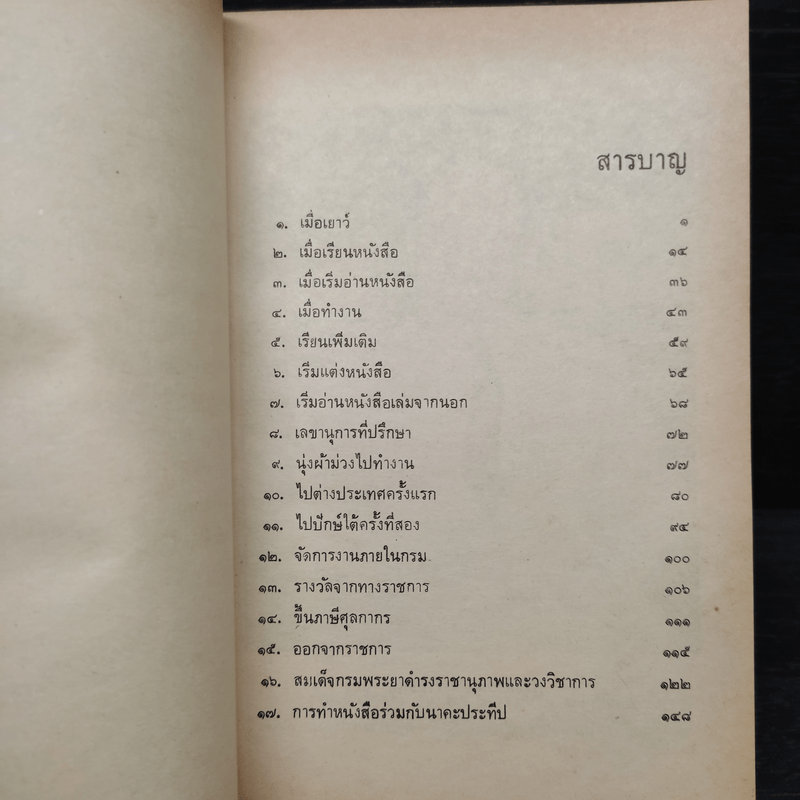 สารบาญ
๑. เมื่อเยาว์ ๑
๒. เมื่อเรียนหนังสือ ๑๔
๓. เมื่อเริ่มอ่านหนังสือ ๓๖
๔. เมื่อทำงาน ๔๓
๕. เรียนเพิ่มเติม ๕๙
๖. เริ่มแต่งหนังสือ ๖๕
๗. เริ่มอ่านหนังสือเล่มจากนอก ๖๘
๘. เลขานุการที่ปรึกษา ๗๒
๙. นุ่งผ้าม่วงไปทำงาน ๗๗
๑๐. ไปต่างประเทศครั้งแรก ๘๐
๑๑. ไปปักษ์ใต้ครั้งที่สอง ๙๔
๑๒. จัดการงานภายในกรม ๑๐๐
๑๓. รางวัลจากทางราชการ ๑๐๖
๑๔. ขึ้นภาษีศุลกากร ๑๑๑
๑๕. ออกจากราชการ ๑๑๕
๑๖. สมเด็จกรมพระยาดำรงราชานุภาพและวงวิชาการ ๑๒๒
๑๗. การทำหนังสือร่วมกับนาคะประทีป ๑๔๘